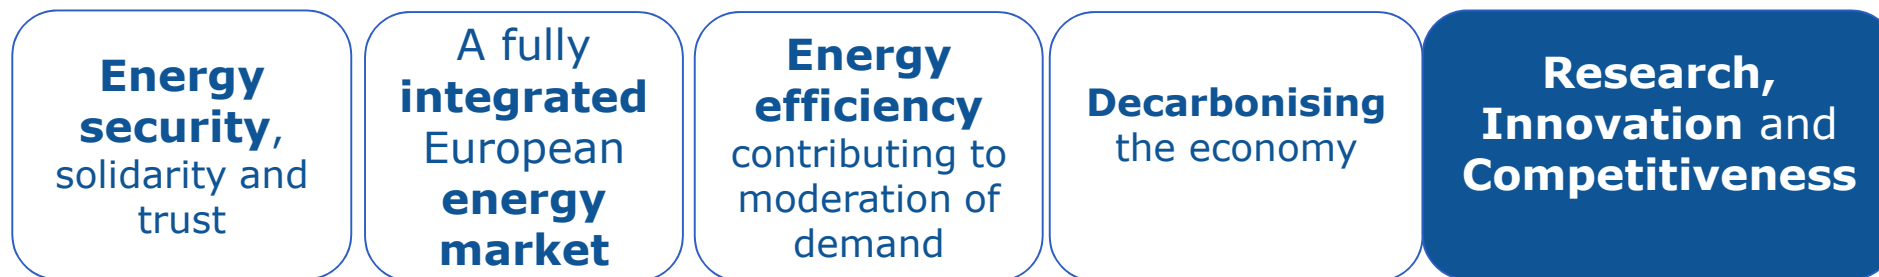 Energy
security,
solidarity and
trust
A fully
integrated
European
energy
market
Energy
efficiency
contributing to
moderation of
demand
Decarbonising
the economy
Research,
Innovation and
Competitiveness